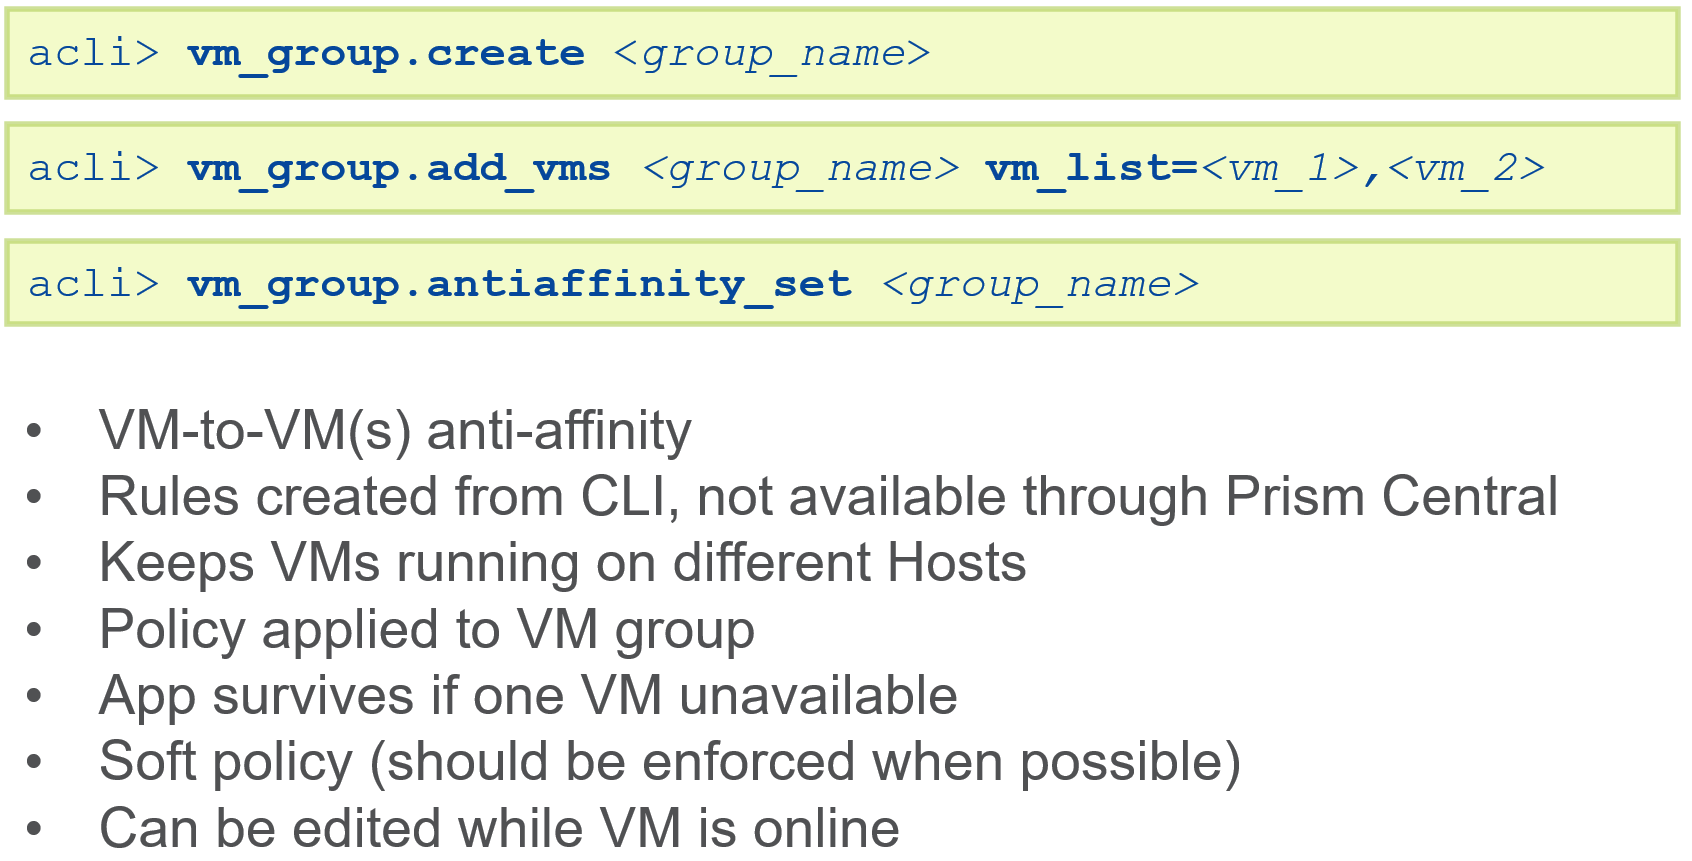 acli> vm_group.create <group_name>
acli> vm_group.add_vms <group_name> vm_list=<vm_1>,<vm_2>
acli> vm_group.antiaffinity_set <group_name>
• VM-to-VM(s) anti-affinity
• Rules created from CLI, not available through Prism Central
• Keeps VMs running on different Hosts
• Policy applied to VM group
• App survives if one VM unavailable
• Soft policy (should be enforced when possible)
• Can be edited while VM is online